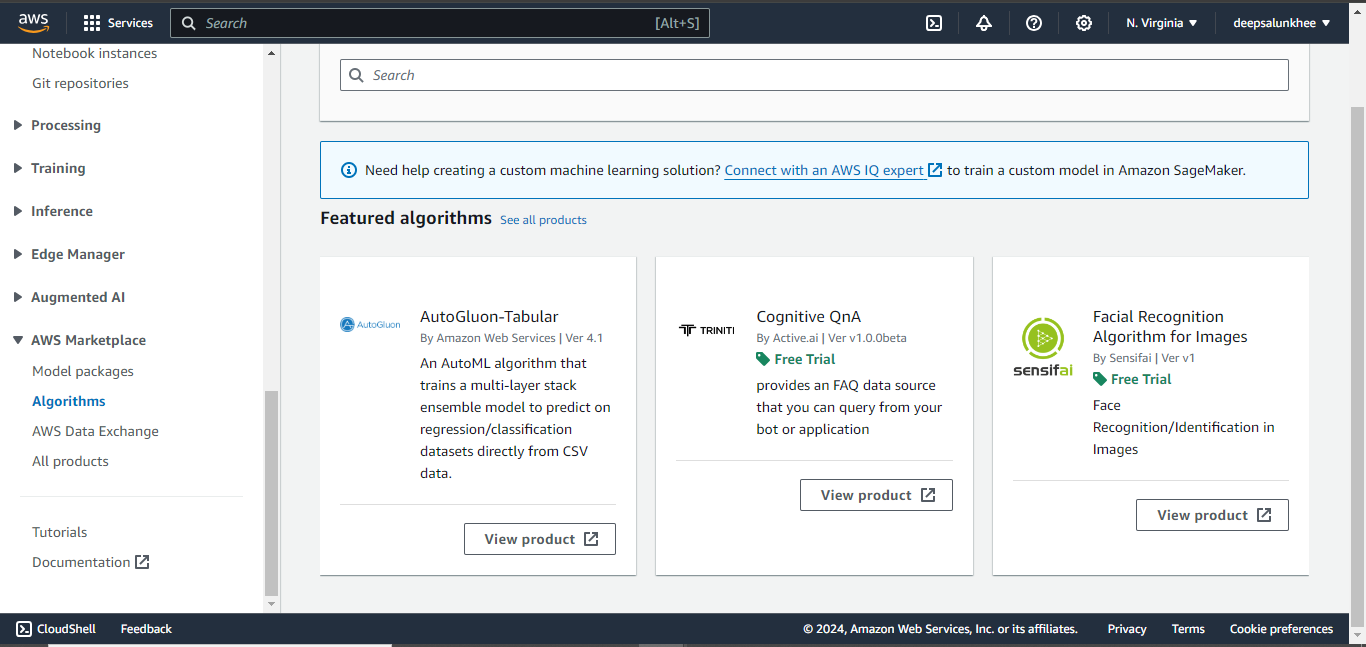 aws
Services
Search
[Alt+S]
N. Virginia
deepsalunkhee
Notebook instances
Git repositories
Processing
Training
Inference
Edge Manager
Augmented AI
AWS Marketplace
Model packages
Algorithms
AWS Data Exchange
All products
Tutorials
Documentation
Search
Need help creating a custom machine learning solution? Connect with an AWS IQ expert to train a custom model in Amazon SageMaker.
Featured algorithms See all products
AutoGluon
AutoGluon-Tabular
By Amazon Web Services | Ver 4.1
An AutoML algorithm that
trains a multi-layer stack
ensemble model to predict on
regression/classification
datasets directly from CSV
data.
View product
TRINITI
Cognitive QnA
By Active.ai | Ver v1.0.0beta
Free Trial
provides an FAQ data source
that you can query from your
bot or application
View product
sensifai
Facial Recognition
Algorithm for Images
By Sensifai | Ver v1
Free Trial
Face
Recognition/Identification in
Images
View product
CloudShell
Feedback
© 2024, Amazon Web Services, Inc. or its affiliates.
Privacy
Terms
Cookie preferences